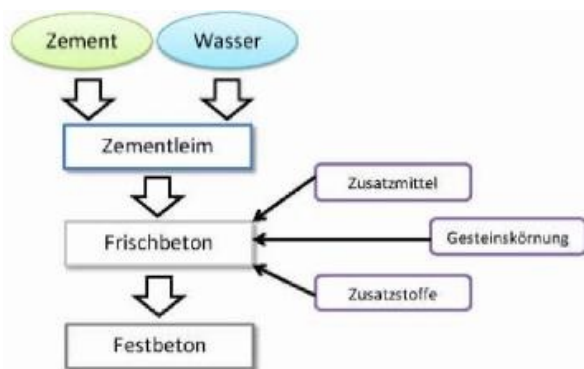 Zement
Wasser
Zementleim
Zusatzmittel
Frischbeton
Gesteinskörnung
Zusatzstoffe
Festbeton